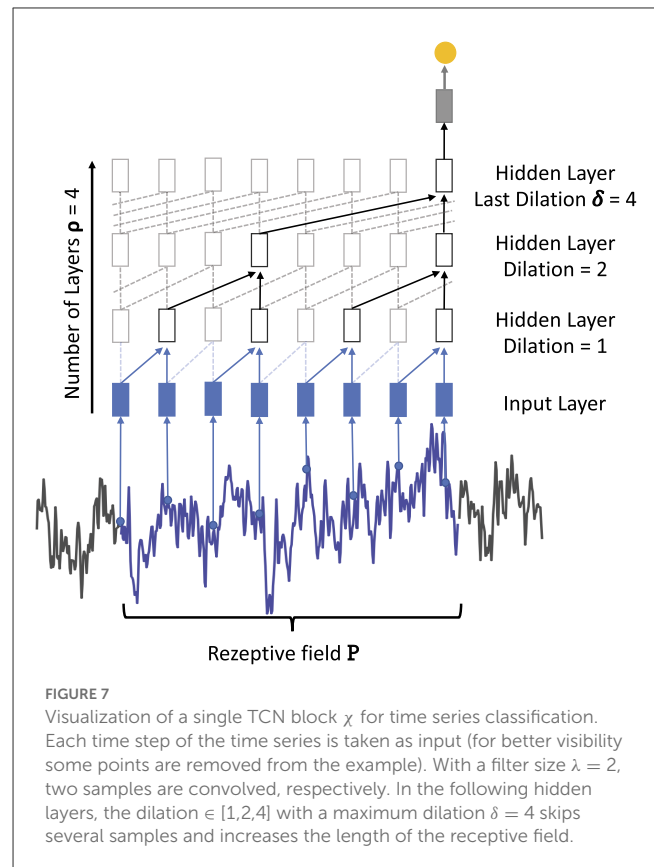 Number of Layers ρ = 4
Hidden Layer
Last Dilation δ = 4
Hidden Layer
Dilation = 2
Hidden Layer
Dilation = 1
Input Layer
Rezeptive field P
FIGURE 7
Visualization of a single TCN block χ for time series classification.
Each time step of the time series is taken as input (for better visibility
some points are removed from the example). With a filter size λ = 2,
two samples are convolved, respectively. In the following hidden
layers, the dilation ∈ [1,2,4] with a maximum dilation δ = 4 skips
several samples and increases the length of the receptive field.